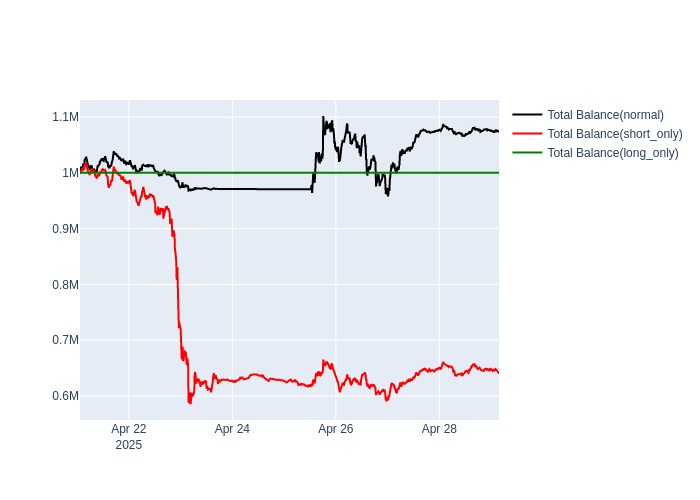 1.1M
1M
0.9M
0.8M
0.7M
0.6M
Apr 22
2025
Apr 24
Apr 26
Apr 28
Total Balance(normal)
Total Balance(short_only)
Total Balance(long_only)